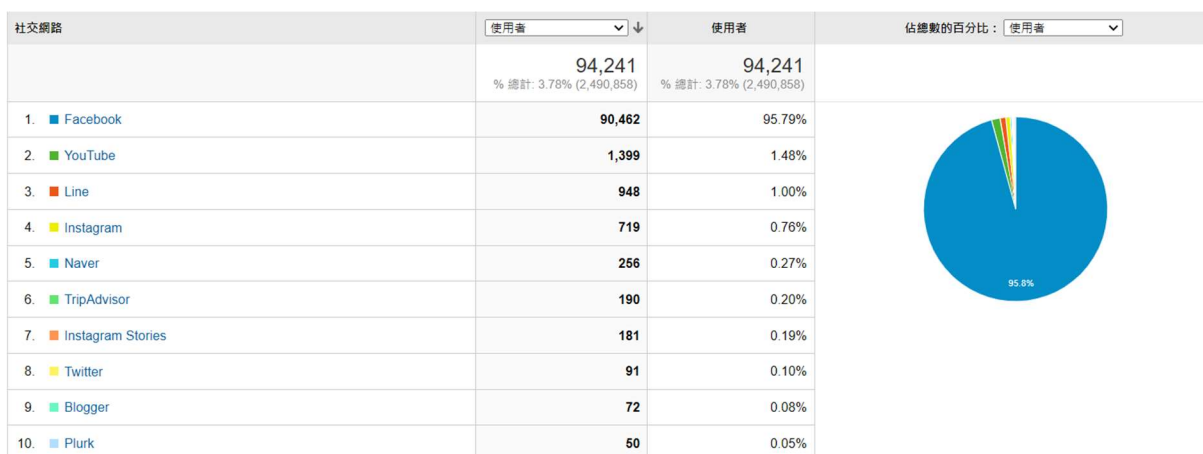 社交網路 使用者 使用者 佔總數的百分比： 使用者
94,241 94,241
% 總計: 3.78% (2,490,858) % 總計: 3.78% (2,490,858)
1. Facebook 90,462 95.79%
2. YouTube 1,399 1.48%
3. Line 948 1.00%
4. Instagram 719 0.76%
5. Naver 256 0.27%
6. TripAdvisor 190 0.20%
7. Instagram Stories 181 0.19%
8. Twitter 91 0.10%
9. Blogger 72 0.08%
10. Plurk 50 0.05%
95.8%